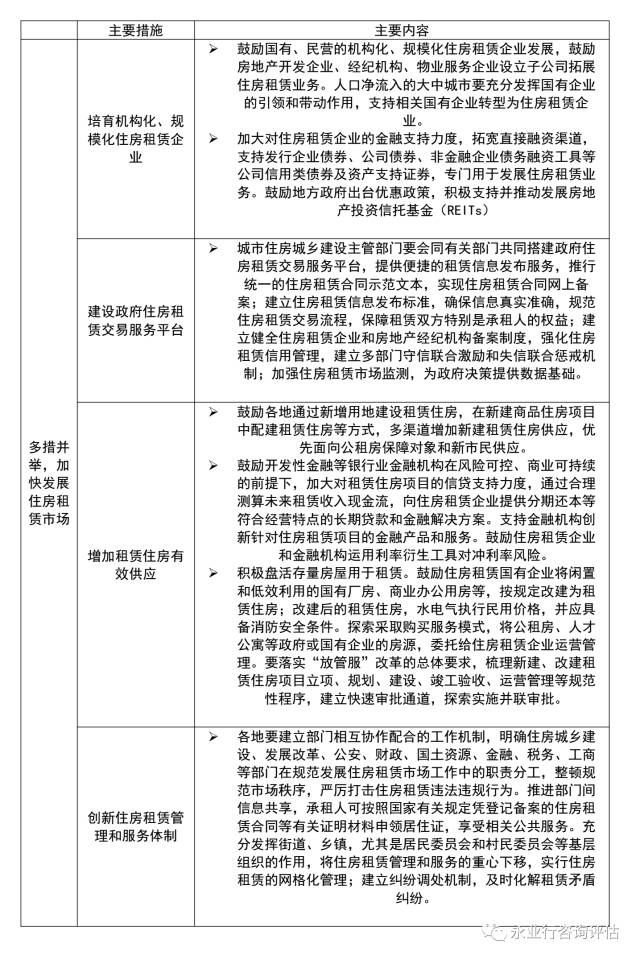 主要措施
主要内容
多措并
举，加
快发展
住房租
赁市场
培育机构化、规
模化住房租赁企
业
➢ 鼓励国有、民营的机构化、规模化住房租赁企业发展，鼓励
房地产开发企业、经纪机构、物业服务企业设立子公司拓展
住房租赁业务。人口净流入的大中城市要充分发挥国有企业
的引领和带动作用，支持相关国有企业转型为住房租赁企
业。
➢ 加大对住房租赁企业的金融支持力度，拓宽直接融资渠道，
支持发行企业债券、公司债券、非金融企业债务融资工具等
公司信用类债券及资产支持证券，专门用于发展住房租赁业
务。鼓励地方政府出台优惠政策，积极支持并推动发展房地
产投资信托基金（REITs）
建设政府住房租
赁交易服务平台
➢ 城市住房城乡建设主管部门要会同有关部门共同搭建政府住
房租赁交易服务平台，提供便捷的租赁信息发布服务，推行
统一的住房租赁合同示范文本，实现住房租赁合同网上备
案；建立住房租赁信息发布标准，确保信息真实准确，规范
住房租赁交易流程，保障租赁双方特别是承租人的权益；建
立健全住房租赁企业和房地产经纪机构备案制度，强化住房
租赁信用管理，建立多部门守信联合激励和失信联合惩戒机
制；加强住房租赁市场监测，为政府决策提供数据基础。
增加租赁住房有
效供应
➢ 鼓励各地通过新增用地建设租赁住房，在新建商品住房项目
中配建租赁住房等方式，多渠道增加新建租赁住房供应，优
先面向公租房保障对象和新市民供应。
➢ 鼓励开发性金融等银行业金融机构在风险可控、商业可持续
的前提下，加大对租赁住房项目的信贷支持力度，通过合理
测算未来租赁收入现金流，向住房租赁企业提供分期还本等
符合经营特点的长期贷款和金融解决方案。支持金融机构创
新针对住房租赁项目的金融产品和服务。鼓励住房租赁企业
和金融机构运用利率衍生工具对冲利率风险。
➢ 积极盘活存量房屋用于租赁。鼓励住房租赁国有企业将闲置
和低效利用的国有厂房、商业办公用房等，按规定改建为租
赁住房；改建后的租赁住房，水电气执行民用价格，并应具
备消防安全条件。探索采取购买服务模式，将公租房、人才
公寓等政府或国有企业的房源，委托给住房租赁企业运营管
理。要落实“放管服”改革的总体要求，梳理新建、改建租
赁住房项目立项、规划、建设、竣工验收、运营管理等规范
性程序，建立快速审批通道，探索实施并联审批。
创新住房租赁管
理和服务体制
➢ 各地要建立部门相互协作配合的工作机制，明确住房城乡建
设、发展改革、公安、财政、国土资源、金融、税务、工商
等部门在规范发展住房租赁市场工作中的职责分工，整顿规
范市场秩序，严厉打击住房租赁违法违规行为。推进部门间
信息共享，承租人可按照国家有关规定凭登记备案的住房租
赁合同等有关证明材料申领居住证，享受相关公共服务。充
分发挥街道、乡镇，尤其是居民委员会和村民委员会等基层
组织的作用，将住房租赁管理和服务的重心下移，实行住房
租赁的网格化管理；建立纠纷调处机制，及时化解租赁矛盾
纠纷。
永业行咨询评估